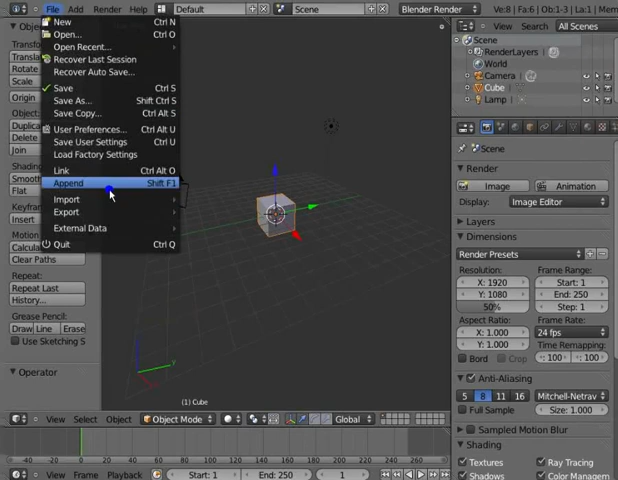 File Add Render Help Default Scene Blender Render Ve:8 | Fa:6 | Ob:1 | La:1 | M
New Ctrl N
Open... Ctrl O
Open Recent...
Recover Last Session
Recover Auto Save...
Save Ctrl S
Save As... Shift Ctrl S
Save Copy... Ctrl Alt S
User Preferences... Ctrl Alt U
Save User Settings Ctrl U
Load Factory Settings
Link Ctrl Alt O
Append Shift F1
Import
Export
External Data
Quit Ctrl Q
Transla
Rotate
Scale
Origin
Duplica
Delete
Join
Smooth
Flat
Insert
Motion
Calcula
Clear Paths
Repeat:
Repeat Last
History...
Grease Pencil:
Draw Line Erase
Use Sketching S
Operator
(1) Cube
View Select Object Object Mode Global
View Marker Frame Playback Start: 1 End: 250 1
View Search All Scenes
Scene
RenderLayers
World
Camera
Cube
Lamp
Scene
Render
Image Animation
Display: Image Editor
Layers
Dimensions
Render Presets
Resolution: Frame Range:
X: 1920 Start: 1
Y: 1080 End: 250
50% Step: 1
Aspect Ratio: Frame Rate:
X: 1.000 24 fps
Y: 1.000 Time Remapping:
Bord Crop : 100 : 100
Anti-Aliasing
5 8 11 16 Mitchell-Netrav
Full Sample Size: 1.000
Sampled Motion Blur
Shading
Textures Ray Tracing
Shadows Color Manage